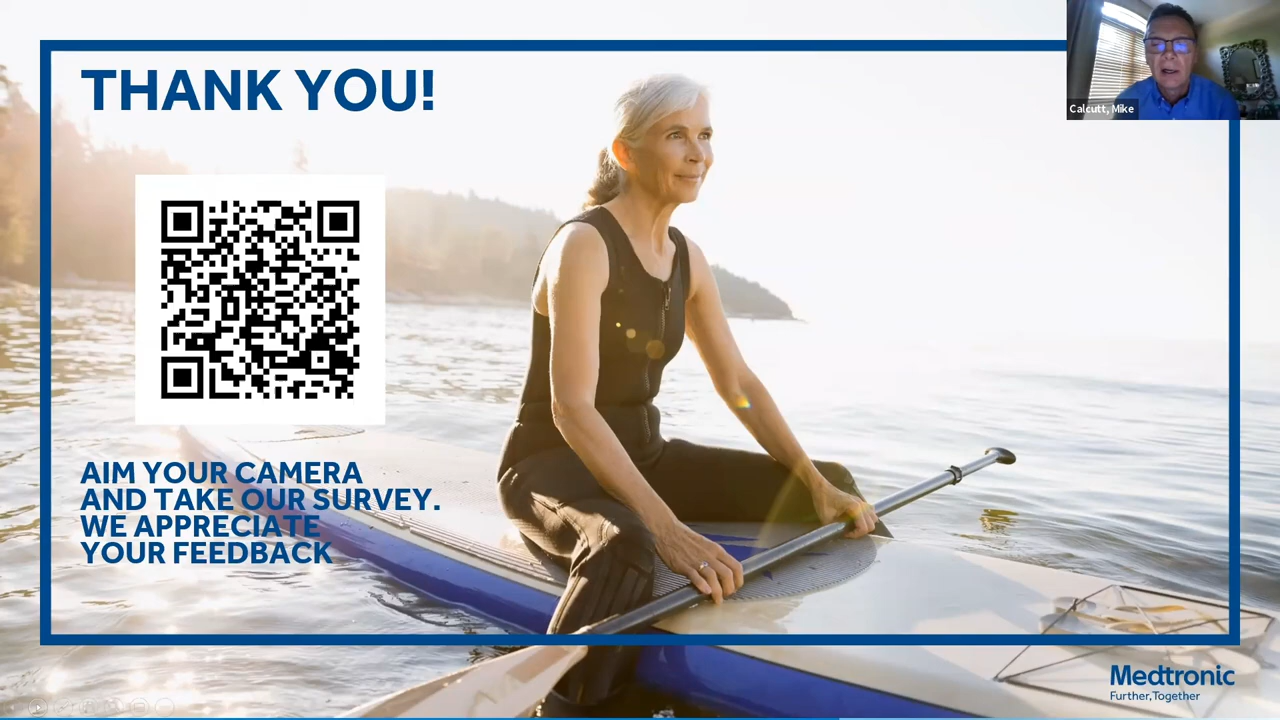 THANK YOU!
Calcutt, Mike
AIM YOUR CAMERA
AND TAKE OUR SURVEY.
WE APPRECIATE
YOUR FEEDBACK
Medtronic
Further, Together